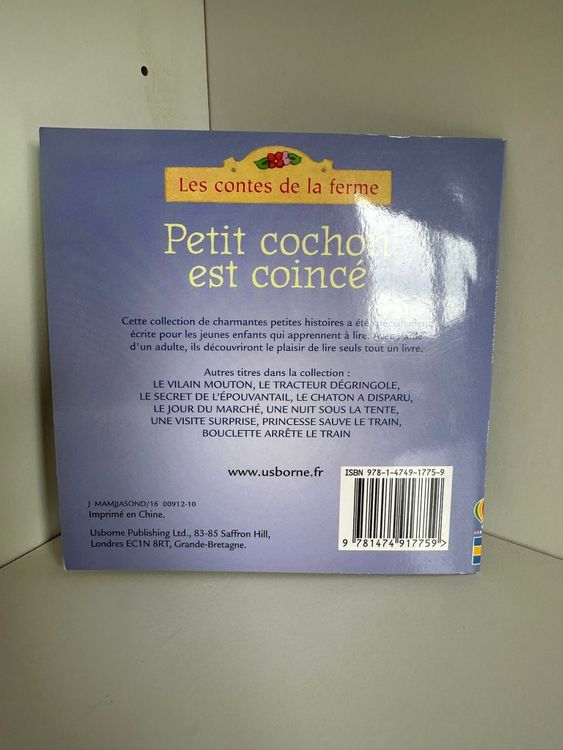 Les contes de la ferme
Petit cochon
est coincé
Cette collection de charmantes petites histoires a été spécialement
écrite pour les jeunes enfants qui apprennent à lire. Avec l'aide
d'un adulte, ils découvriront le plaisir de lire seuls tout un livre.
Autres titres dans la collection :
LE VILAIN MOUTON, LE TRACTEUR DÉGRINGOLE,
LE SECRET DE L'ÉPOUVANTAIL, LE CHATON A DISPARU,
LE JOUR DU MARCHÉ, UNE NUIT SOUS LA TENTE,
UNE VISITE SURPRISE, PRINCESSE SAUVE LE TRAIN,
BOUCLETTE ARRÊTE LE TRAIN
www.usborne.fr
ISBN 978-1-4749-1775-9
9 781474 917759 >
J MAMJJASOND/16 00912-10
Imprimé en Chine.
Usborne Publishing Ltd., 83-85 Saffron Hill,
Londres EC1N 8RT, Grande-Bretagne.